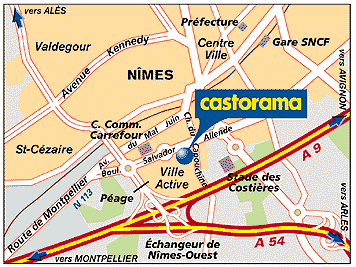 vers ALÈS
Préfecture
Valdegour
Avenue Kennedy
Centre
Ville
Gare SNCF
NÎMES
vers AVIGNON
castorama
C. Comm.
Carrefour
du Mal Juin
Ch. du Capouchiné
Av. Salvador Allende
St-Cézaire
A 9
Boul.
Ville
Active
Stade des
Costières
Route de Montpellier
N 113
Péage
vers ARLES
Échangeur de
Nîmes-Ouest
A 54
vers MONTPELLIER